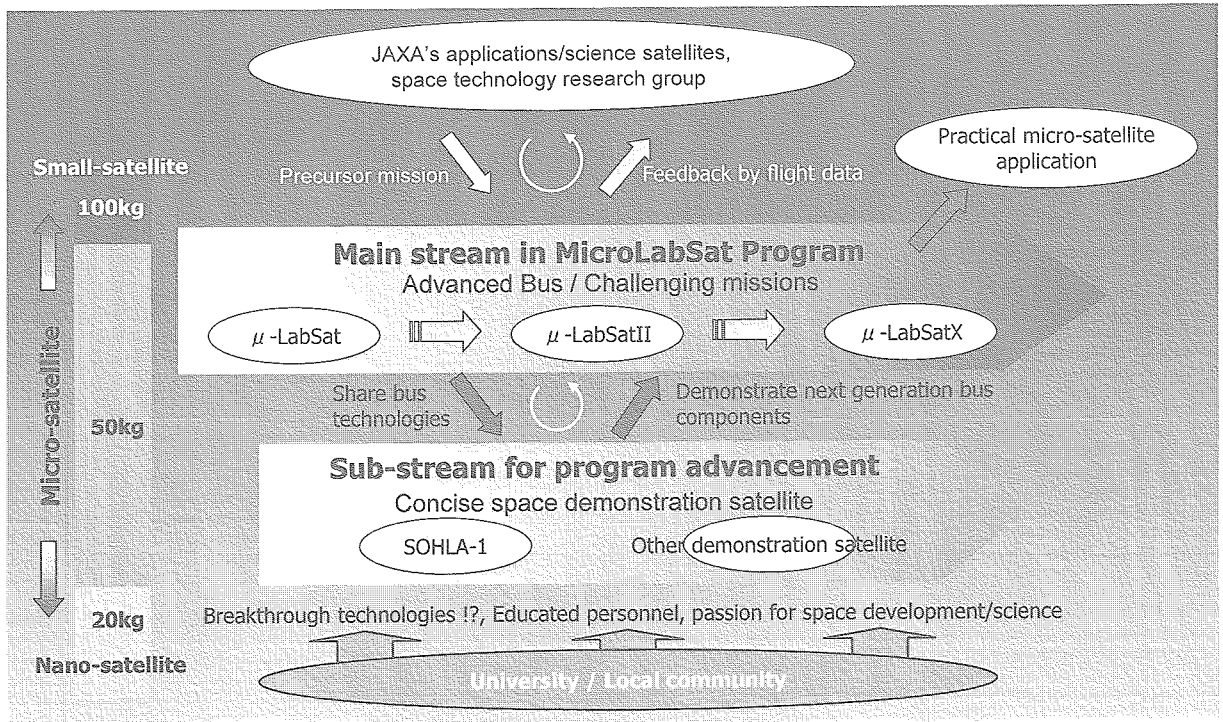 JAXA's applications/science satellites,
space technology research group
Practical micro-satellite
application
Small-satellite
Precursor mission
Feedback by flight data
100kg
Main stream in MicroLabSat Program
Advanced Bus / Challenging missions
μ-LabSat
μ-LabSatII
μ-LabSatX
Micro-satellite
Share bus
technologies
Demonstrate next generation bus
components
50kg
Sub-stream for program advancement
Concise space demonstration satellite
SOHLA-1
Other demonstration satellite
20kg
Breakthrough technologies !?, Educated personnel, passion for space development/science
Nano-satellite
University / Local community